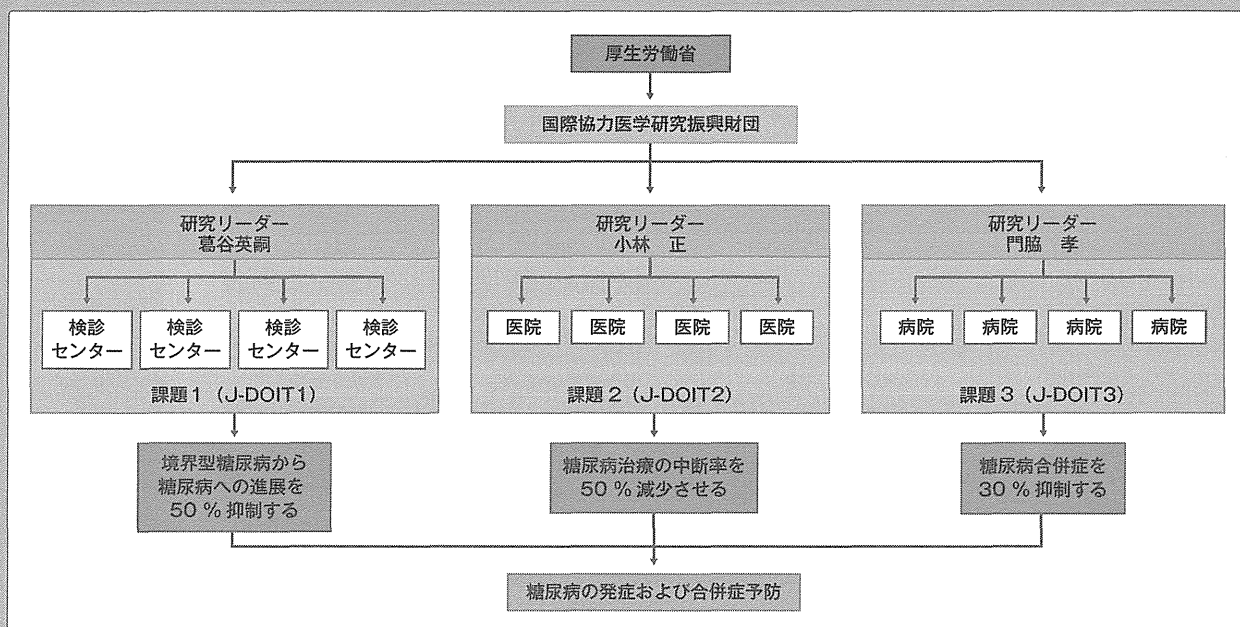 厚生労働省
国際協力医学研究振興財団
研究リーダー
葛谷英嗣
検診
センター
検診
センター
検診
センター
検診
センター
課題1（J-DOIT1）
研究リーダー
小林　正
医院
医院
医院
医院
課題2（J-DOIT2）
研究リーダー
門脇　孝
病院
病院
病院
病院
課題3（J-DOIT3）
境界型糖尿病から
糖尿病への進展を
50 % 抑制する
糖尿病治療の中断率を
50 % 減少させる
糖尿病合併症を
30 % 抑制する
糖尿病の発症および合併症予防